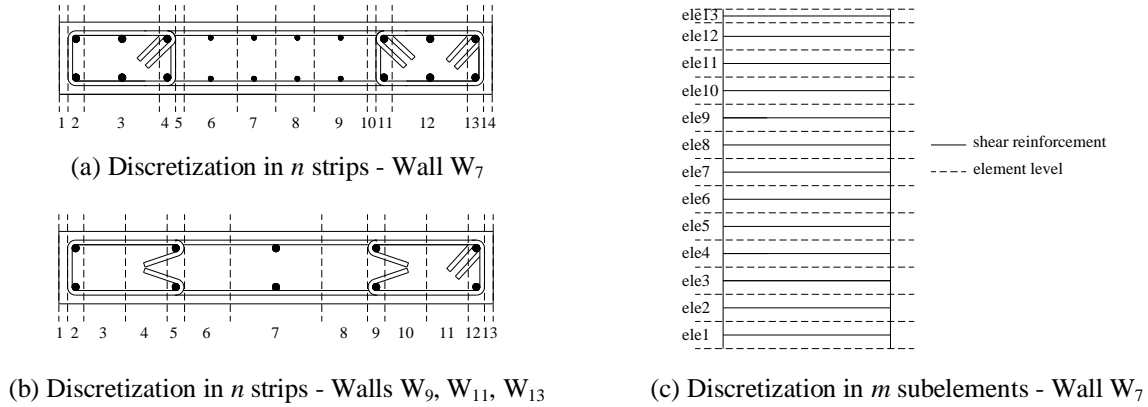 1 2 3 4 5 6 7 8 9 10 11 12 13 14
(a) Discretization in n strips - Wall W7
1 2 3 4 5 6 7 8 9 10 11 12 13
(b) Discretization in n strips - Walls W9, W11, W13
ele13
ele12
ele11
ele10
ele9
ele8
ele7
ele6
ele5
ele4
ele3
ele2
ele1
shear reinforcement
element level
(c) Discretization in m subelements - Wall W7